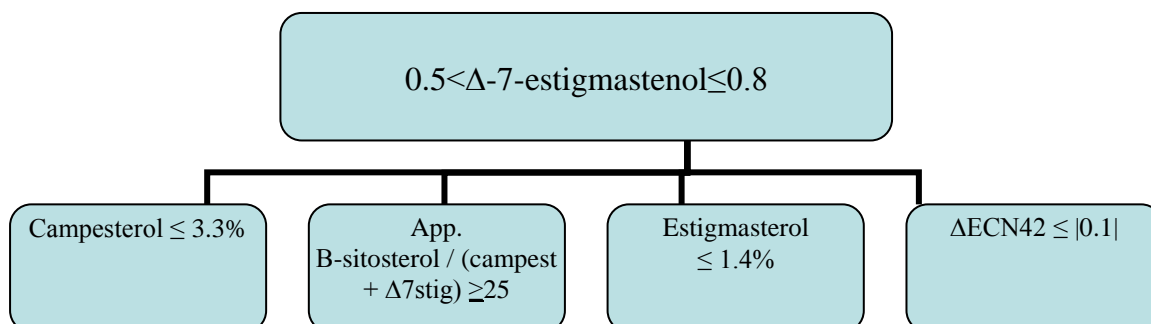 0.5<Δ-7-estigmastenol≤0.8
Campesterol ≤ 3.3%
App.
B-sitosterol / (campest
+ Δ7stig) ≥25
Estigmasterol
≤ 1.4%
ΔECN42 ≤ |0.1|